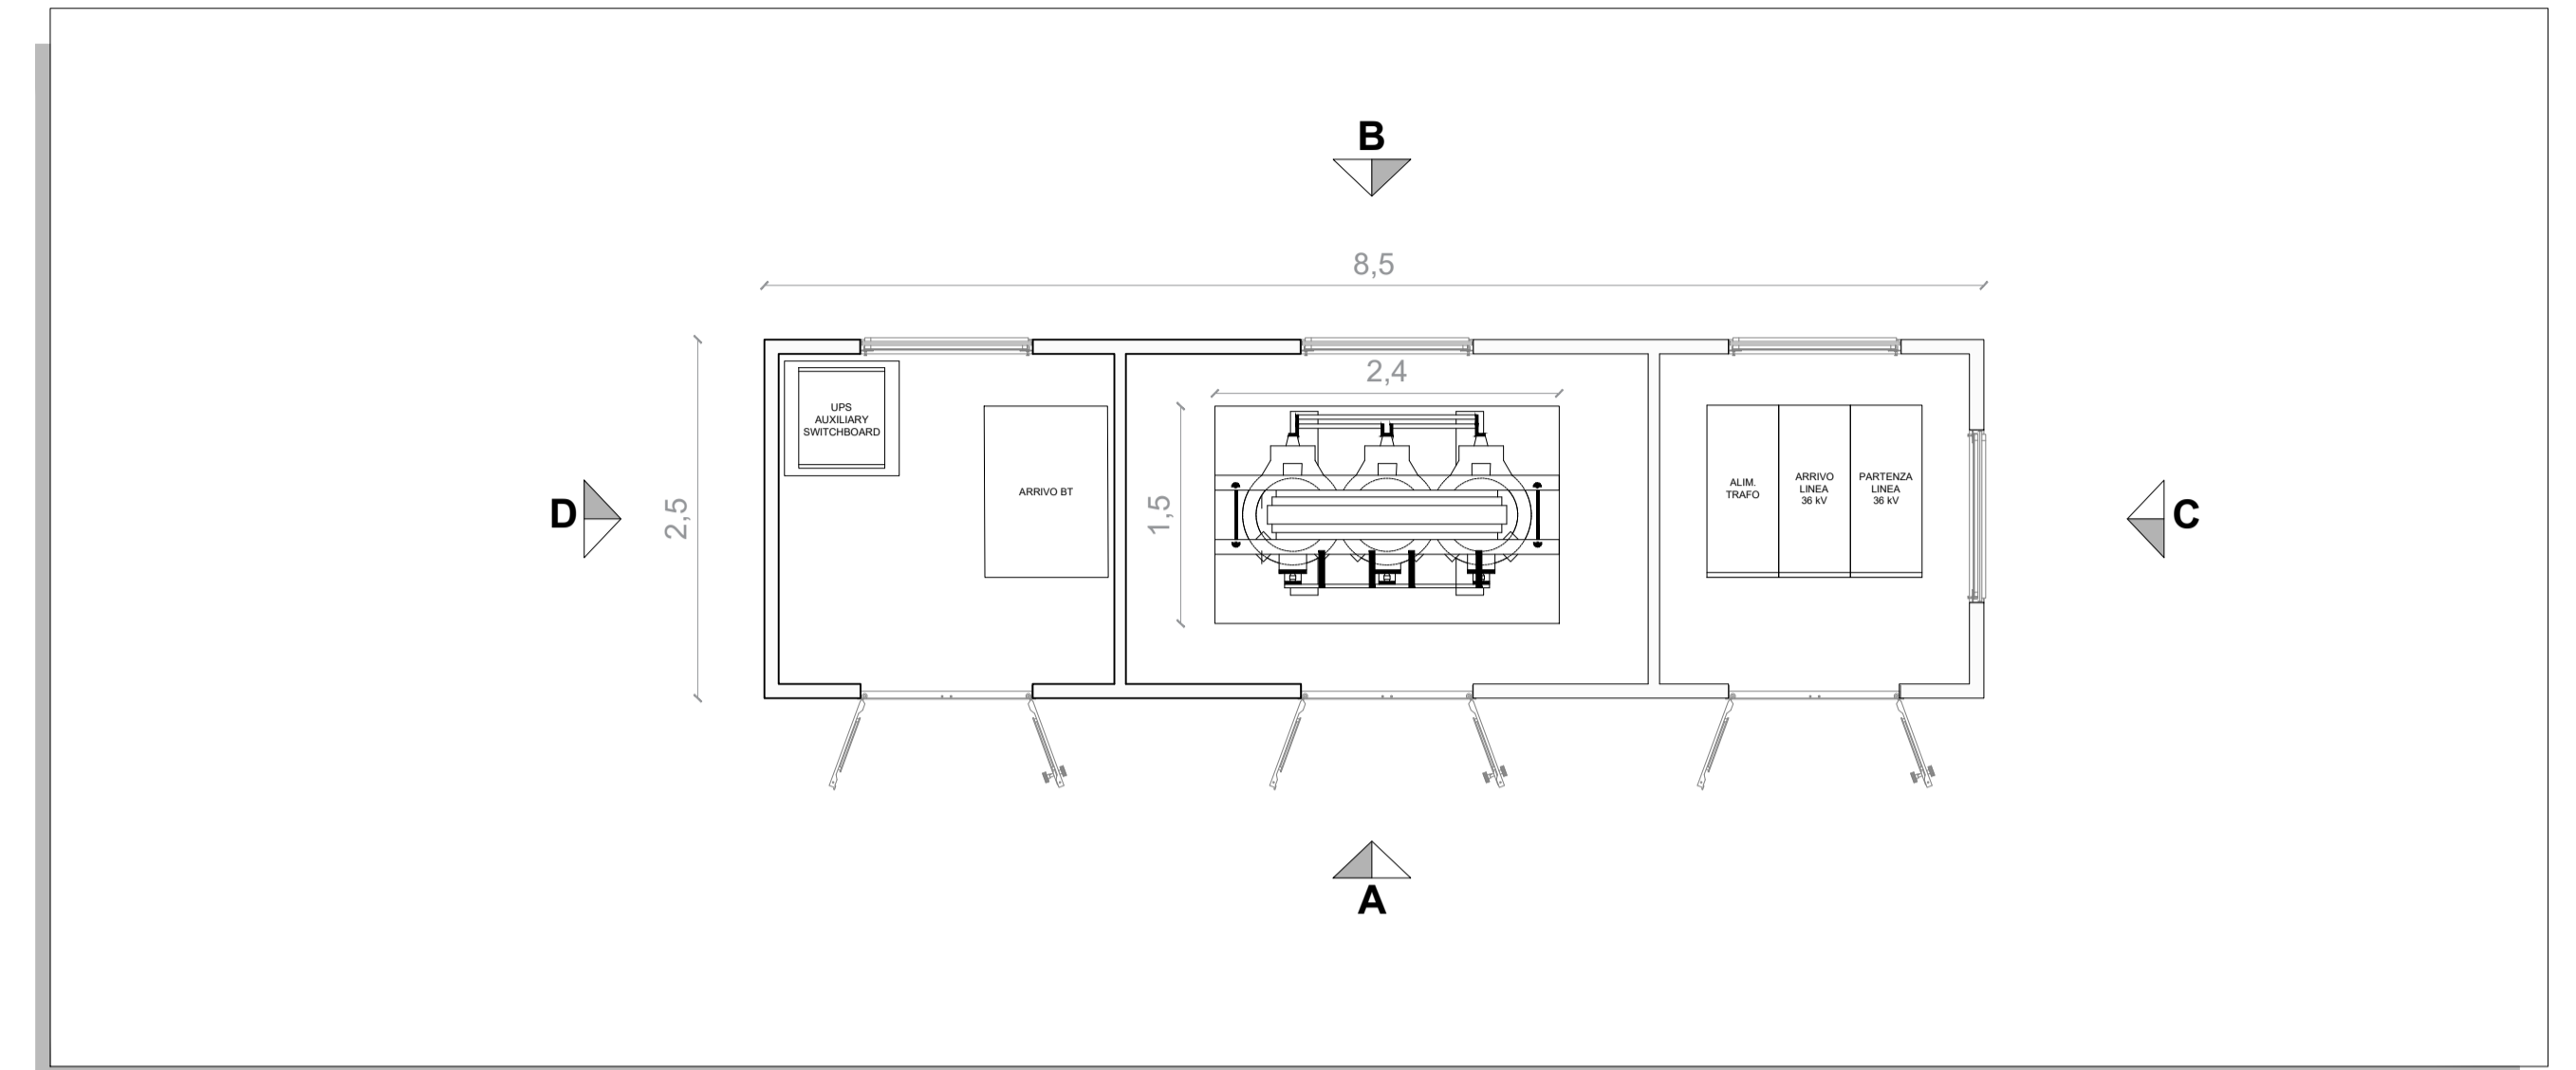 B
8,5
2,4
UPS
AUXILIARY
SWITCHBOARD
ARRIVO BT
ALIM.
TRAFO
ARRIVO
LINEA
36 kV
PARTENZA
LINEA
36 kV
D
2,5
1,5
C
A